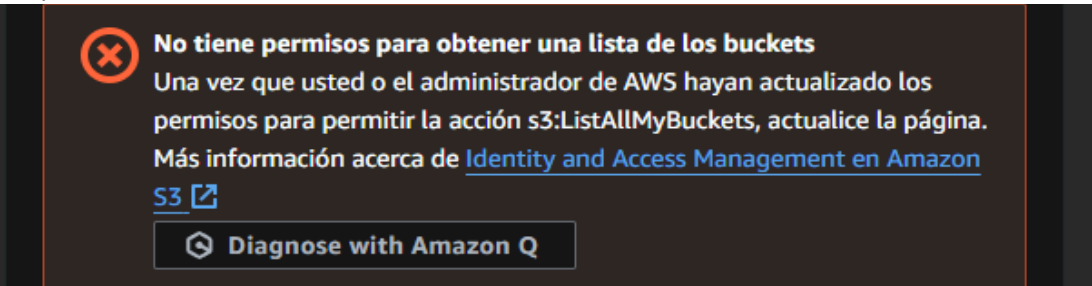 No tiene permisos para obtener una lista de los buckets
Una vez que usted o el administrador de AWS hayan actualizado los
permisos para permitir la acción s3:ListAllMyBuckets, actualice la página.
Más información acerca de Identity and Access Management en Amazon
S3
Diagnose with Amazon Q